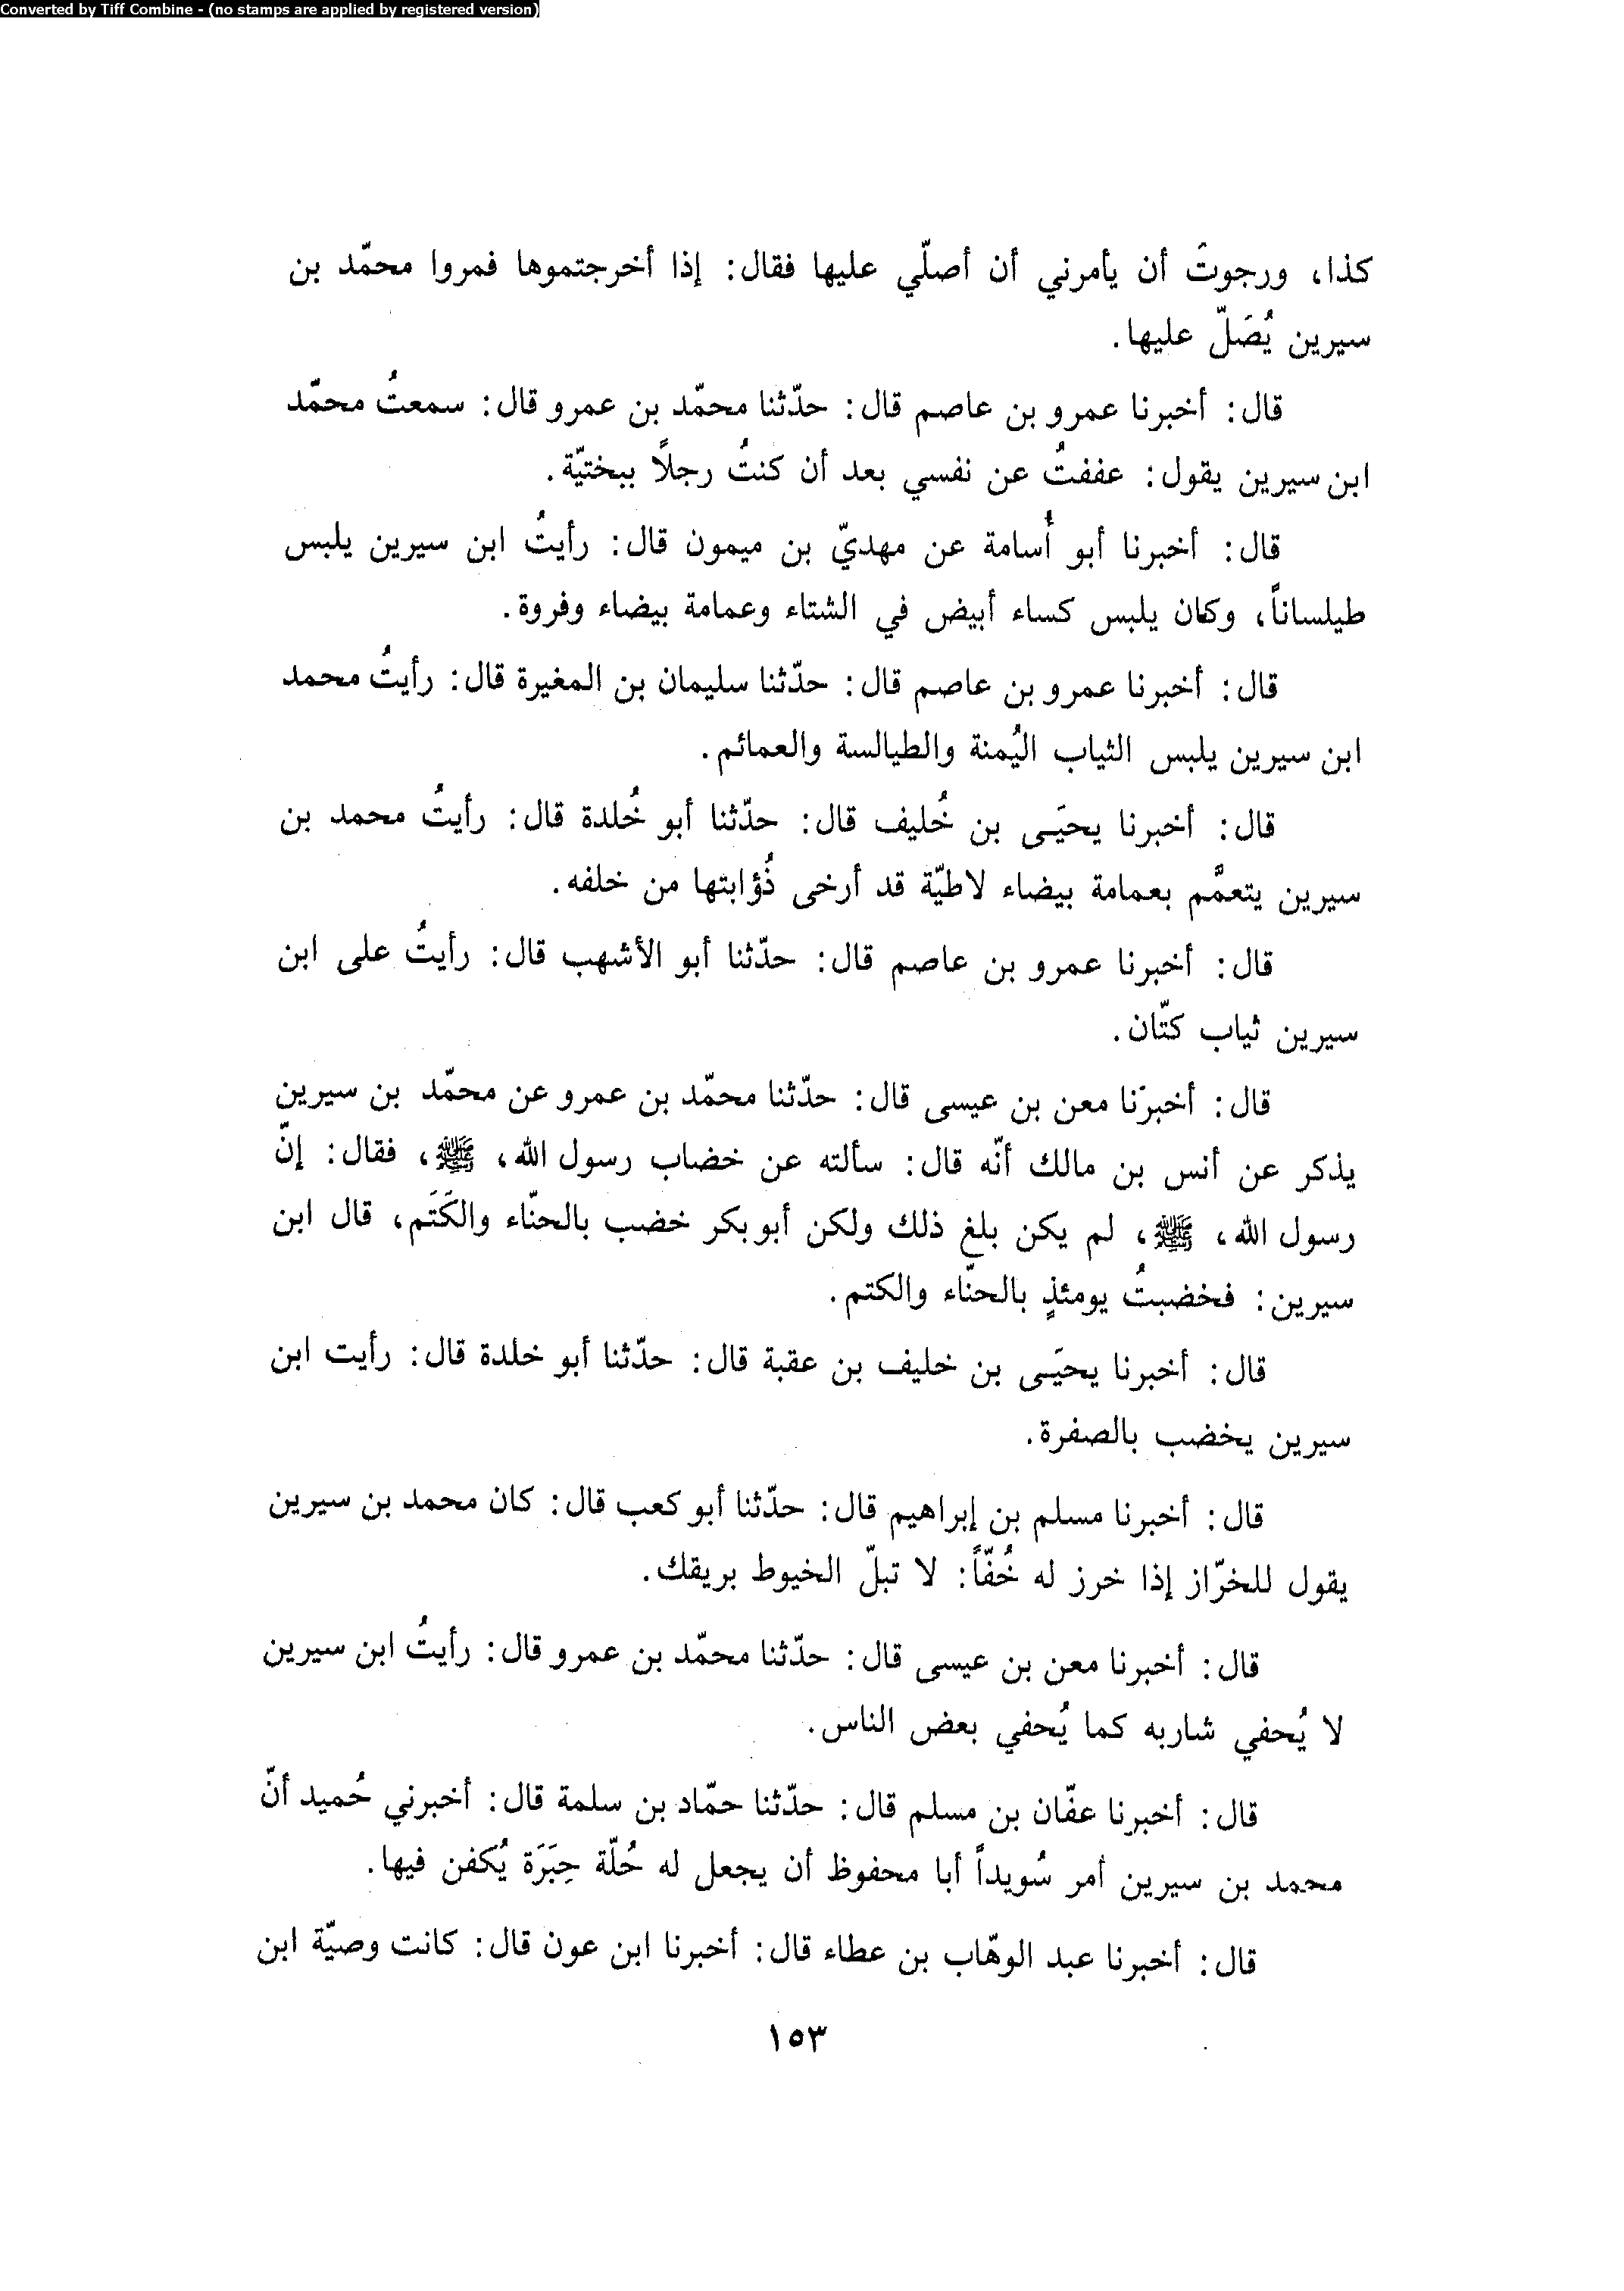 Converted by Tiff Combine - (no stamps are applied by registered version)
كذا، ورجوتُ أن يأمرني أن أصلّي عليها فقال: إذا أخرجتموها فمروا محمّد بن
سيرين يُصَلّ عليها.
قال: أخبرنا عمرو بن عاصم قال: حدّثنا محمّد بن عمرو قال: سمعتُ محمّد
ابن سيرين يقول: عففتُ عن نفسي بعد أن كنتُ رجلاً ببختيّة.
قال: أخبرنا أبو أُسامة عن مهديّ بن ميمون قال: رأيتُ ابن سيرين يلبس
طيلساناً، وكان يلبس كساء أبيض في الشتاء وعمامة بيضاء وفروة.
قال: أخبرنا عمرو بن عاصم قال: حدّثنا سليمان بن المغيرة قال: رأيتُ محمد
ابن سيرين يلبس الثياب اليُمنة والطيالسة والعمائم.
قال: أخبرنا يحيَى بن خُليف قال: حدّثنا أبو خُلدة قال: رأيتُ محمد بن
سيرين يتعمَّم بعمامة بيضاء لاطيّة قد أرخى ذُؤابتها من خلفه.
قال: أخبرنا عمرو بن عاصم قال: حدّثنا أبو الأشهب قال: رأيتُ على ابن
سيرين ثياب كتّان.
قال: أخبرنا معن بن عيسى قال: حدّثنا محمّد بن عمرو عن محمّد بن سيرين
يذكر عن أنس بن مالك أنّه قال: سألته عن خضاب رسول الله، ﷺ، فقال: إنّ
رسول الله، ﷺ، لم يكن بلغ ذلك ولكن أبو بكر خضب بالحنّاء والكَتَم، قال ابن
سيرين: فخضبتُ يومئذٍ بالحنّاء والكتم.
قال: أخبرنا يحيَى بن خليف بن عقبة قال: حدّثنا أبو خلدة قال: رأيت ابن
سيرين يخضب بالصفرة.
قال: أخبرنا مسلم بن إبراهيم قال: حدّثنا أبو كعب قال: كان محمد بن سيرين
يقول للخرّاز إذا خرز له خُفّاً: لا تبلّ الخيوط بريقك.
قال: أخبرنا معن بن عيسى قال: حدّثنا محمّد بن عمرو قال: رأيتُ ابن سيرين
لا يُحفي شاربه كما يُحفي بعض الناس.
قال: أخبرنا عفّان بن مسلم قال: حدّثنا حمّاد بن سلمة قال: أخبرني حُميد أنّ
محمد بن سيرين أمر سُويداً أبا محفوظ أن يجعل له حُلّة حِبَرَة يُكفن فيها.
قال: أخبرنا عبد الوهّاب بن عطاء قال: أخبرنا ابن عون قال: كانت وصيّة ابن
١٥٣